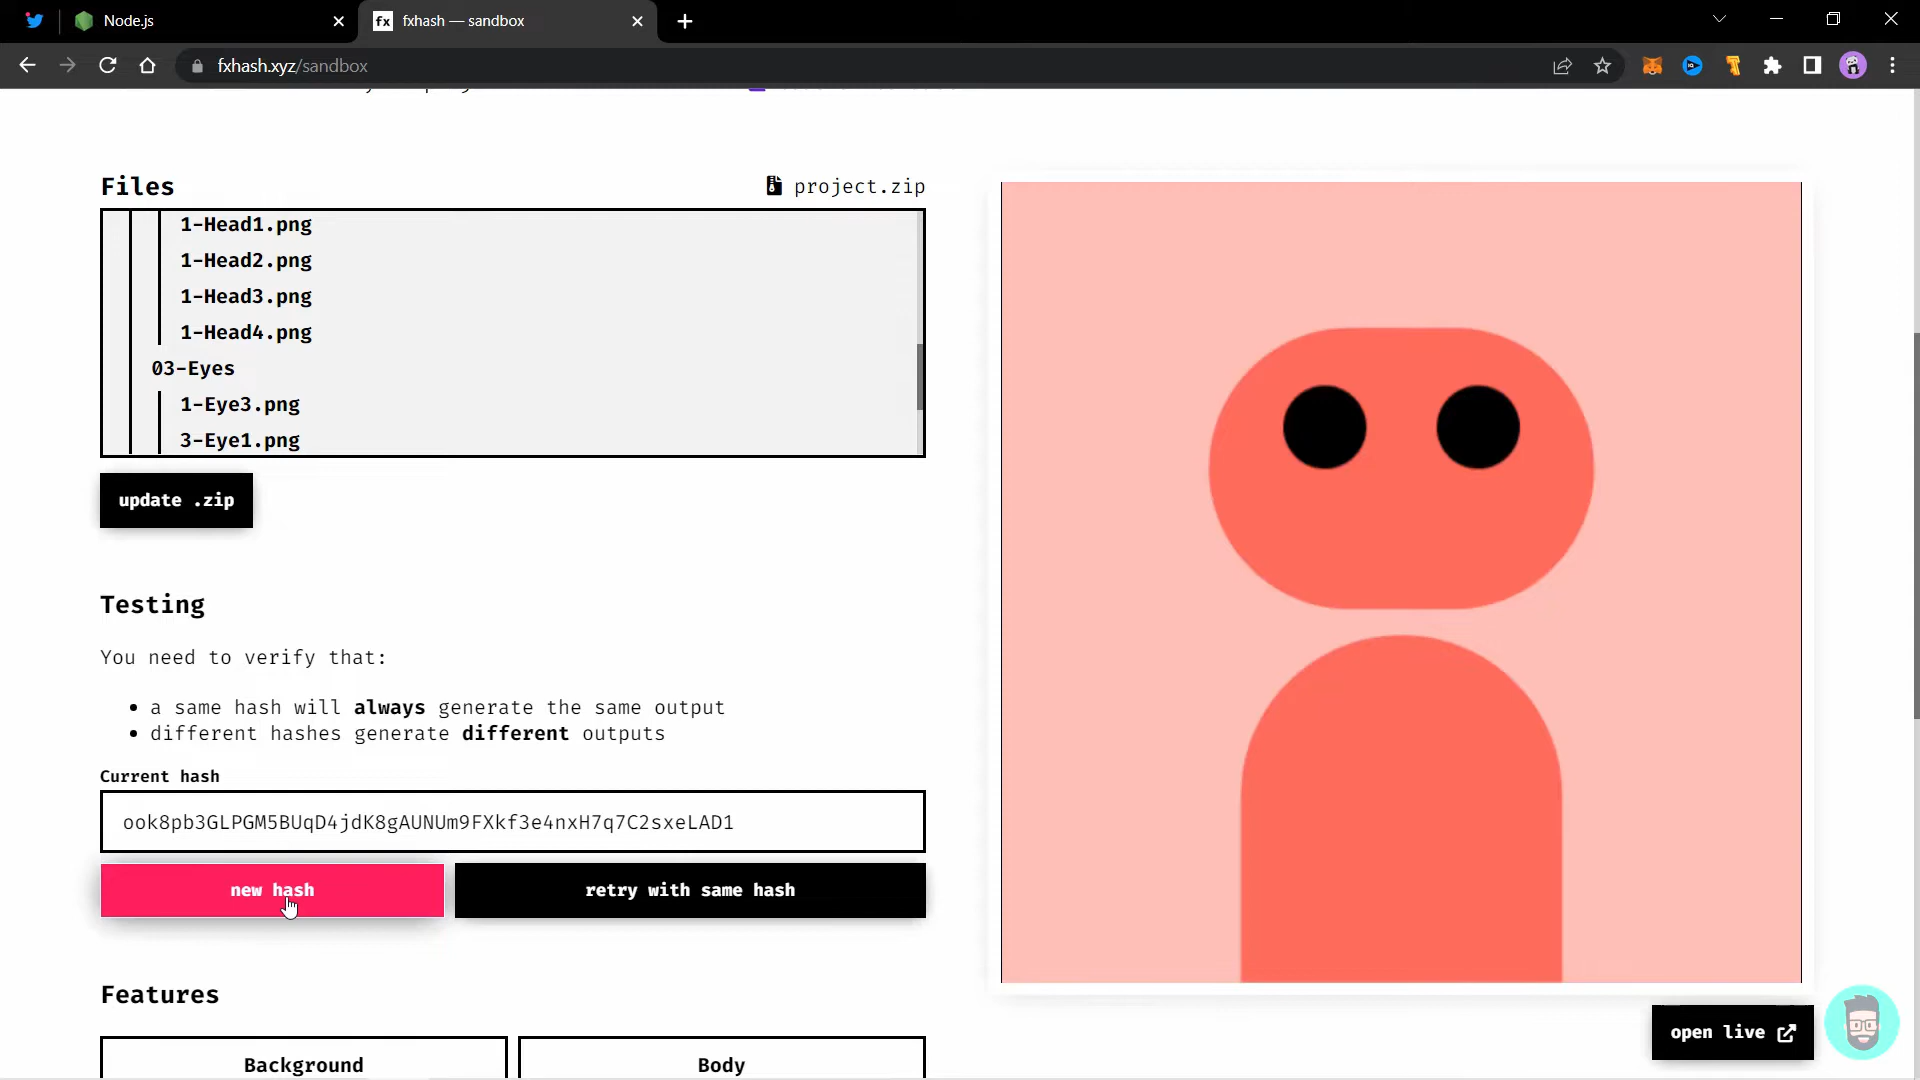 Node.js
fx fxhash — sandbox
fxhash.xyz/sandbox
Files
project.zip
1-Head1.png
1-Head2.png
1-Head3.png
1-Head4.png
03-Eyes
1-Eye3.png
3-Eye1.png
update .zip
Testing
You need to verify that:
a same hash will always generate the same output
different hashes generate different outputs
Current hash
ook8pb3GLPGM5BUqD4jdK8gAUNUm9FXkf3e4nxH7q7C2sxeLAD1
new hash
retry with same hash
Features
Background
Body
open live